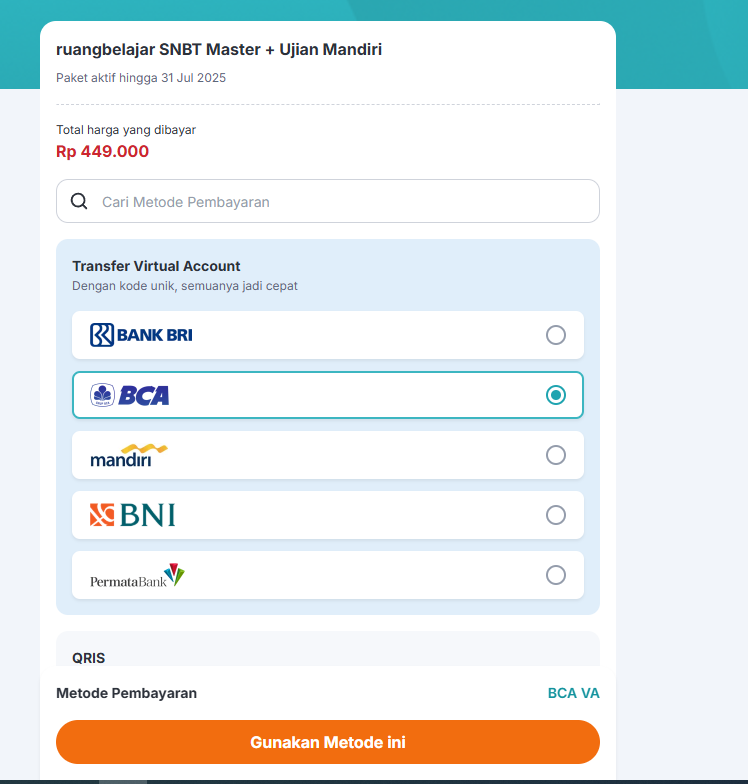 ruangbelajar SNBT Master + Ujian Mandiri
Paket aktif hingga 31 Jul 2025
Total harga yang dibayar
Rp 449.000
Cari Metode Pembayaran
Transfer Virtual Account
Dengan kode unik, semuanya jadi cepat
BANK BRI
BCA
mandiri
BNI
PermataBank
QRIS
Metode Pembayaran
BCA VA
Gunakan Metode ini